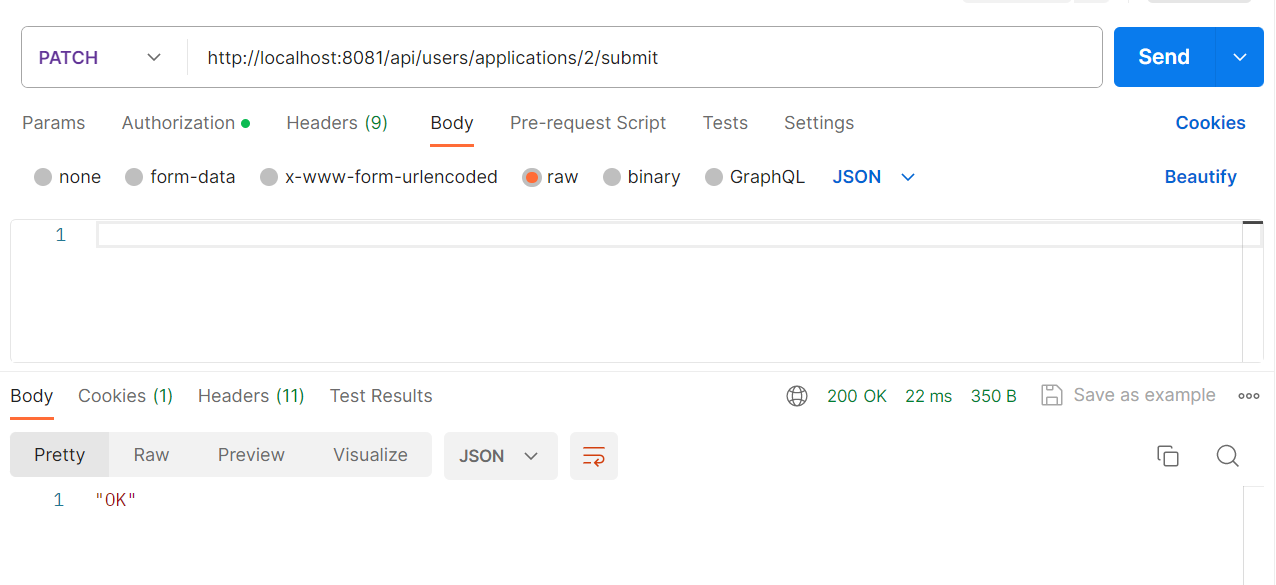 PATCH http://localhost:8081/api/users/applications/2/submit Send
Params Authorization Headers (9) Body Pre-request Script Tests Settings Cookies
none form-data x-www-form-urlencoded raw binary GraphQL JSON Beautify
1
Body Cookies (1) Headers (11) Test Results 200 OK 22 ms 350 B Save as example
Pretty Raw Preview Visualize JSON
1 "OK"